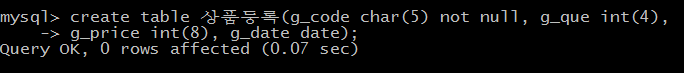 mysql> create table 상품등록(g_code char(5) not null, g_que int(4),
    -> g_price int(8), g_date date);
Query OK, 0 rows affected (0.07 sec)